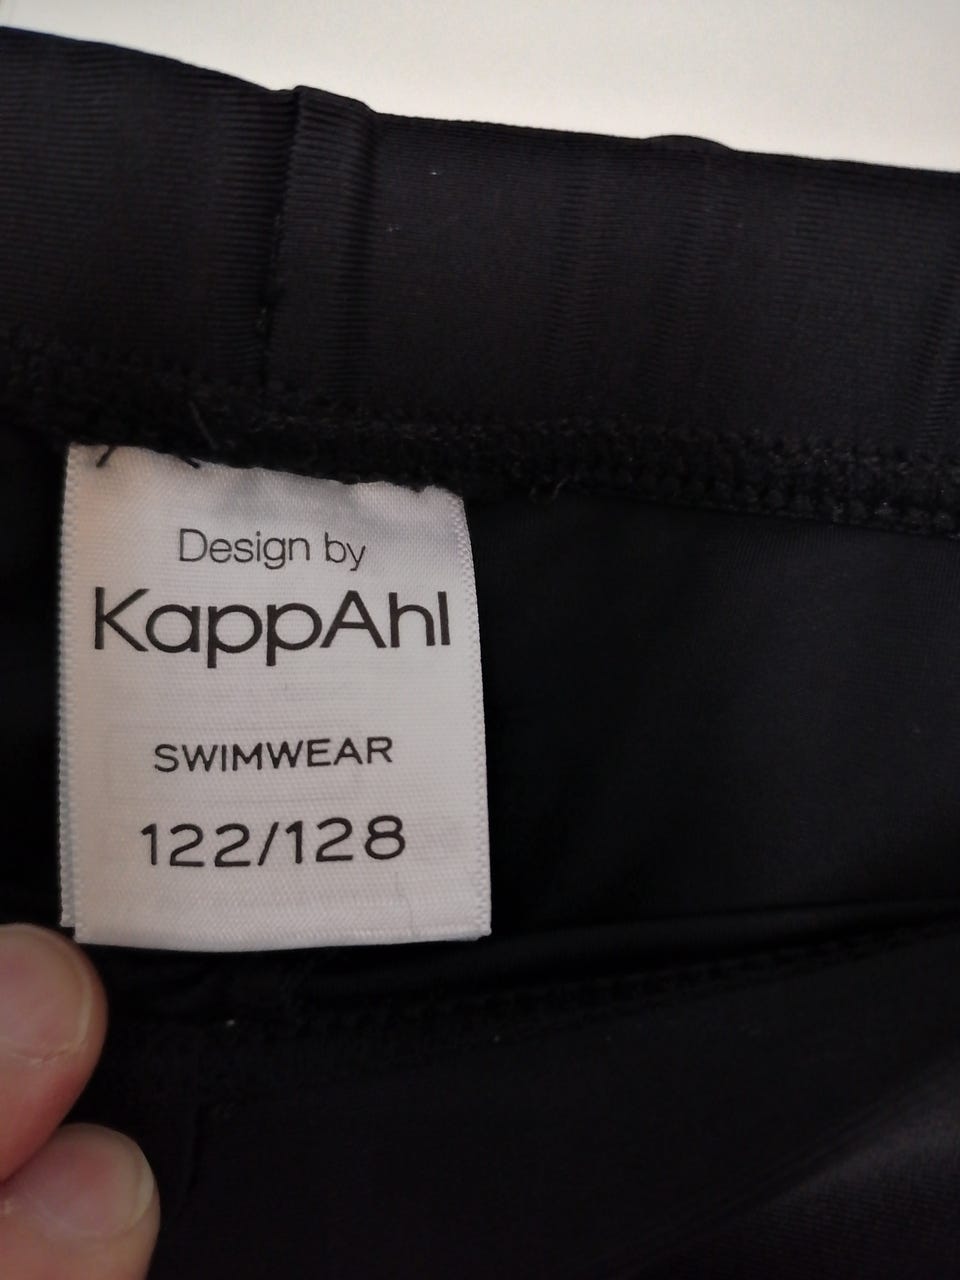 Design by
KappAhl
SWIMWEAR
122/128